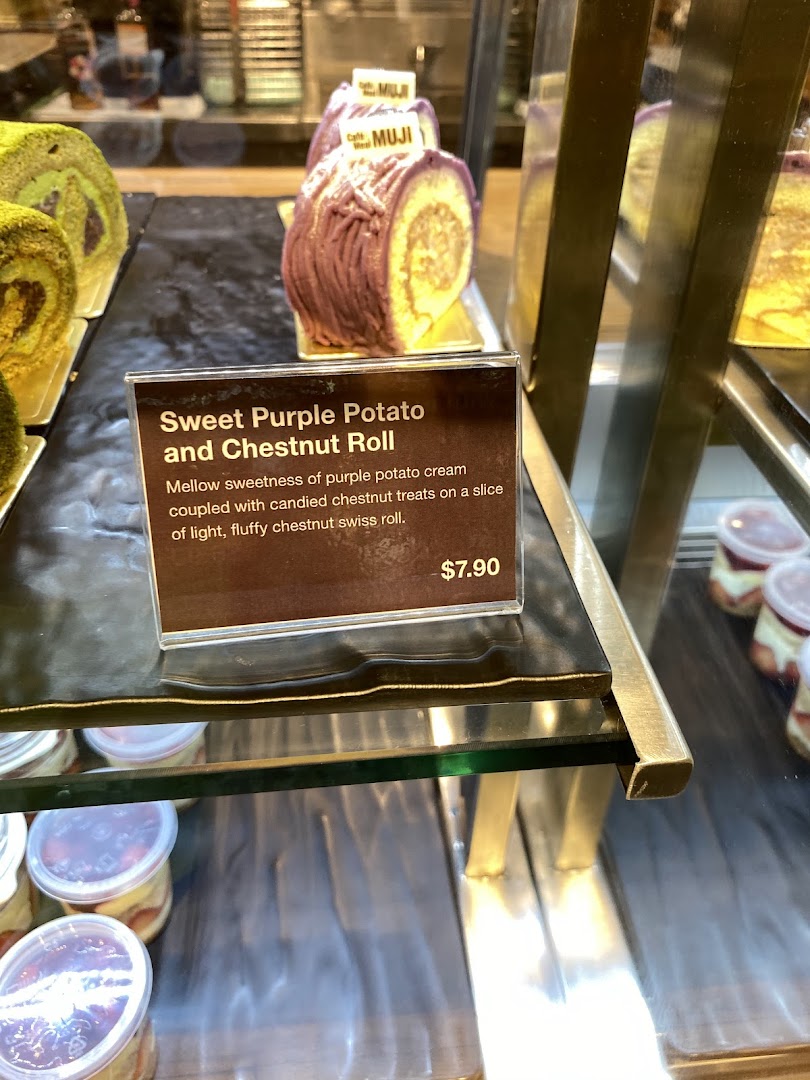 Café
Meal MUJI
Café
Meal MUJI
Sweet Purple Potato
and Chestnut Roll
Mellow sweetness of purple potato cream
coupled with candied chestnut treats on a slice
of light, fluffy chestnut swiss roll.
$7.90